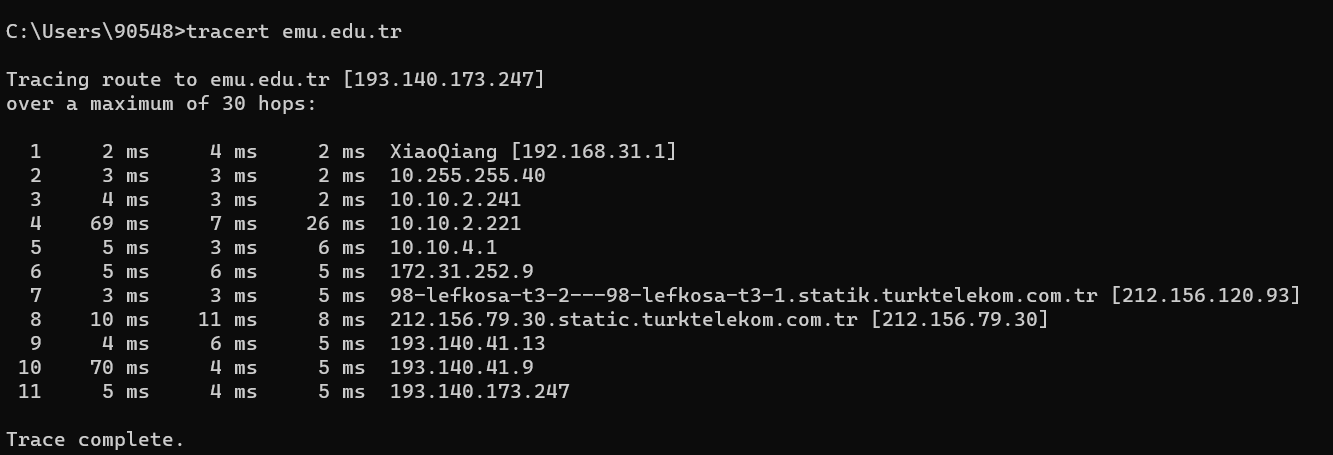 C:\Users\90548>tracert emu.edu.tr
Tracing route to emu.edu.tr [193.140.173.247]
over a maximum of 30 hops:
1 2 ms 4 ms 2 ms XiaoQiang [192.168.31.1]
2 3 ms 3 ms 2 ms 10.255.255.40
3 4 ms 3 ms 2 ms 10.10.2.241
4 69 ms 7 ms 26 ms 10.10.2.221
5 5 ms 3 ms 6 ms 10.10.4.1
6 5 ms 6 ms 5 ms 172.31.252.9
7 3 ms 3 ms 5 ms 98-lefkosa-t3-2---98-lefkosa-t3-1.statik.turktelekom.com.tr [212.156.120.93]
8 10 ms 11 ms 8 ms 212.156.79.30.static.turktelekom.com.tr [212.156.79.30]
9 4 ms 6 ms 5 ms 193.140.41.13
10 70 ms 4 ms 5 ms 193.140.41.9
11 5 ms 4 ms 5 ms 193.140.173.247
Trace complete.